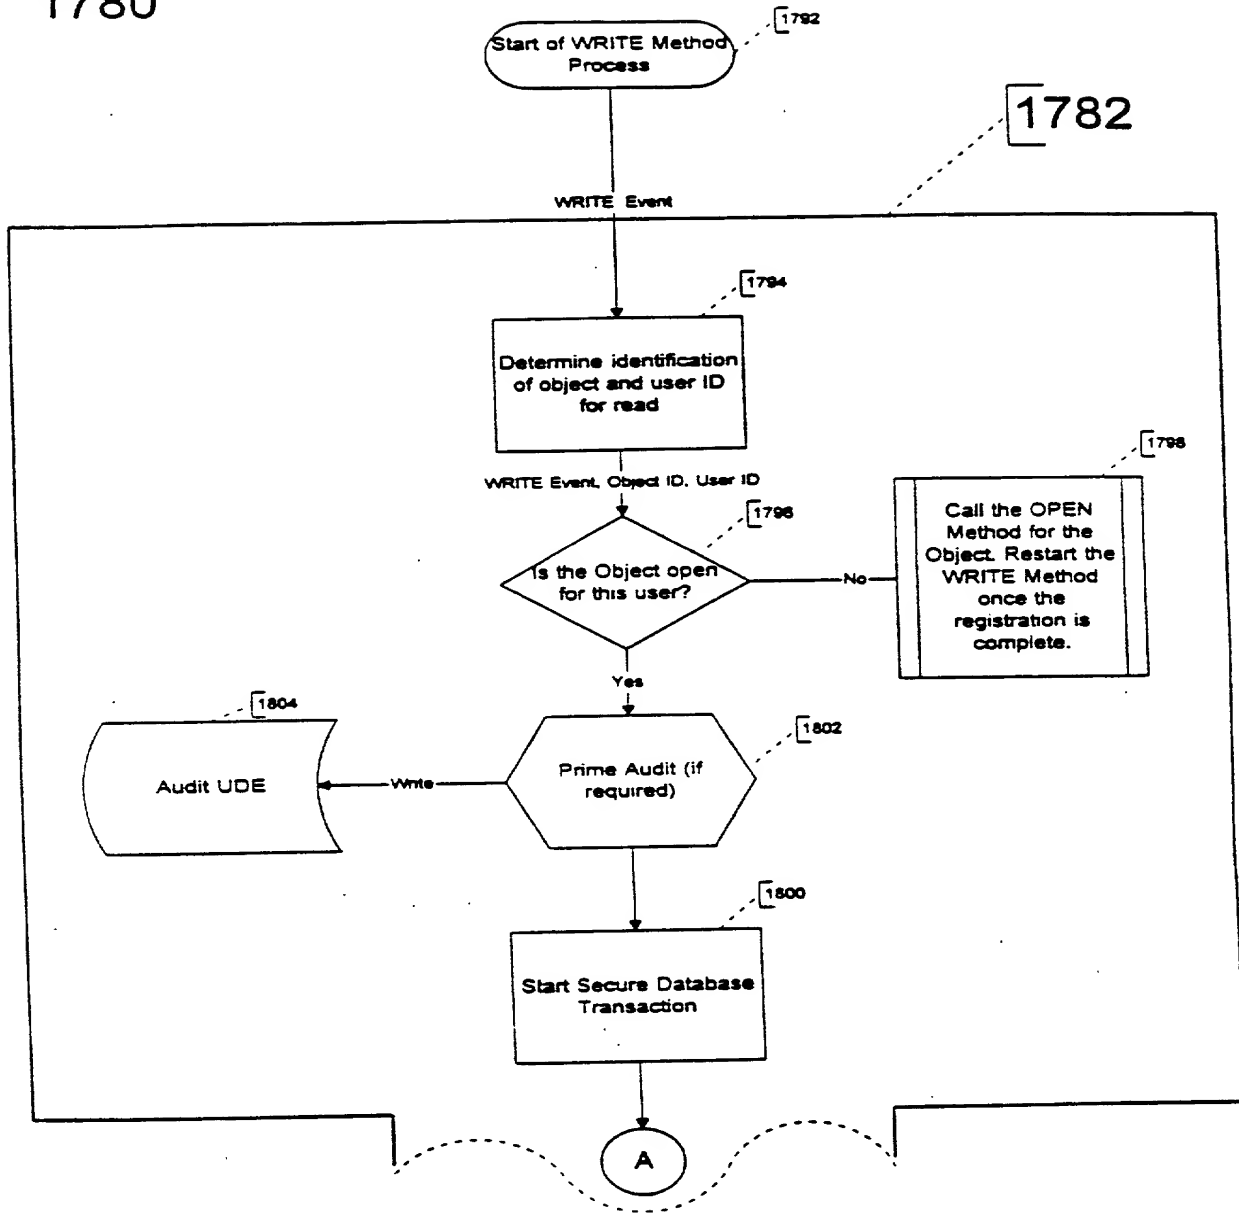 1780
1792
Start of WRITE Method
Process
1782
WRITE Event
1794
Determine identification
of object and user ID
for read
1798
WRITE Event, Object ID, User ID
1796
Call the OPEN
Method for the
Object. Restart the
WRITE Method
once the
registration is
complete.
Is the Object open
for this user?
No
Yes
1804
1802
Audit UDE
Write
Prime Audit (if
required)
1800
Start Secure Database
Transaction
A